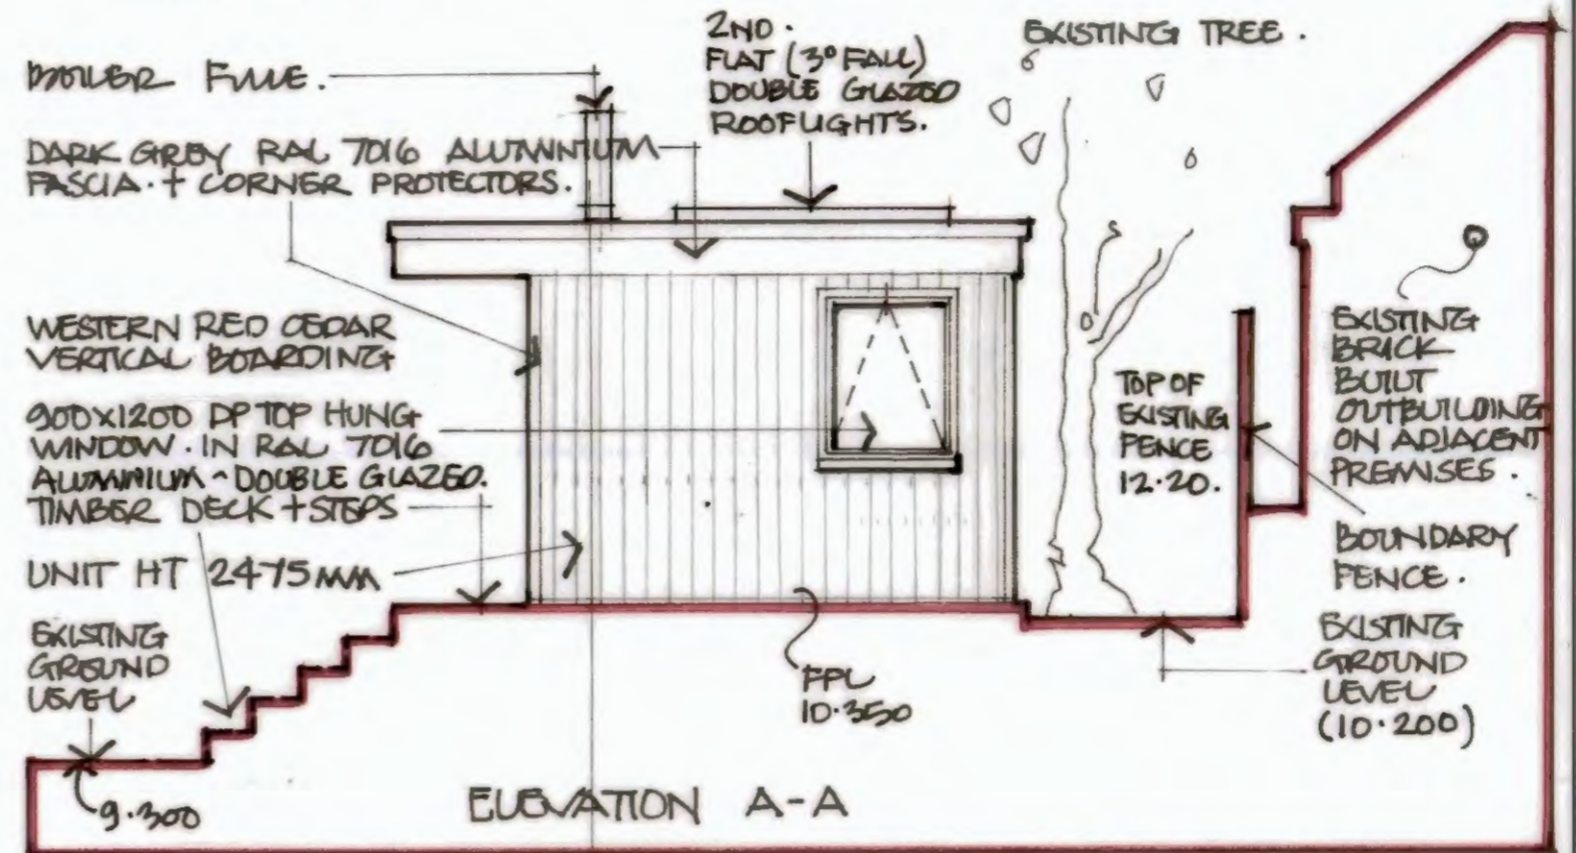 BOILER FLUE.
DARK GREY RAL 7016 ALUMINIUM
FASCIA. + CORNER PROTECTORS.
WESTERN RED CEDAR
VERTICAL BOARDING
900X1200 DP TOP HUNG
WINDOW. IN RAL 7016
ALUMINIUM - DOUBLE GLAZED.
TIMBER DECK + STEPS
UNIT HT 2475MM
EXISTING
GROUND
LEVEL
9.300
2NO.
FLAT (3° FALL)
DOUBLE GLAZED
ROOFLIGHTS.
EXISTING TREE.
TOP OF
EXISTING
FENCE
12.20.
EXISTING
BRICK
BUILT
OUTBUILDING
ON ADJACENT
PREMISES.
BOUNDARY
FENCE.
EXISTING
GROUND
LEVEL
(10.200)
FFL
10.350
ELEVATION A-A